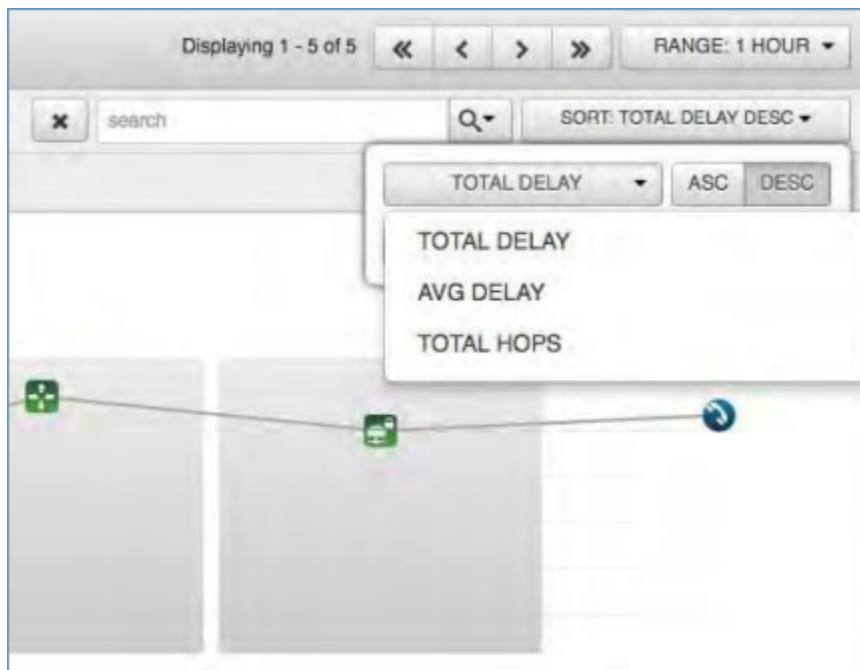 Displaying 1 - 5 of 5
RANGE: 1 HOUR
search
SORT: TOTAL DELAY DESC
TOTAL DELAY
ASC
DESC
TOTAL DELAY
AVG DELAY
TOTAL HOPS